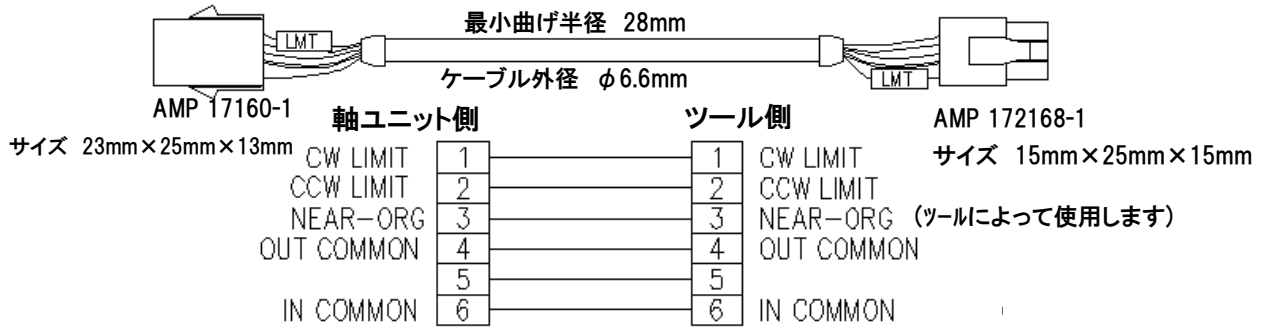 最小曲げ半径 28mm
LMT
ケーブル外径 φ6.6mm
LMT
AMP 17160-1
軸ユニット側
ツール側
AMP 172168-1
サイズ 23mm×25mm×13mm
サイズ 15mm×25mm×15mm
CW LIMIT 1 1 CW LIMIT
CCW LIMIT 2 2 CCW LIMIT
NEAR-ORG 3 3 NEAR-ORG (ツールによって使用します)
OUT COMMON 4 4 OUT COMMON
5 5
IN COMMON 6 6 IN COMMON